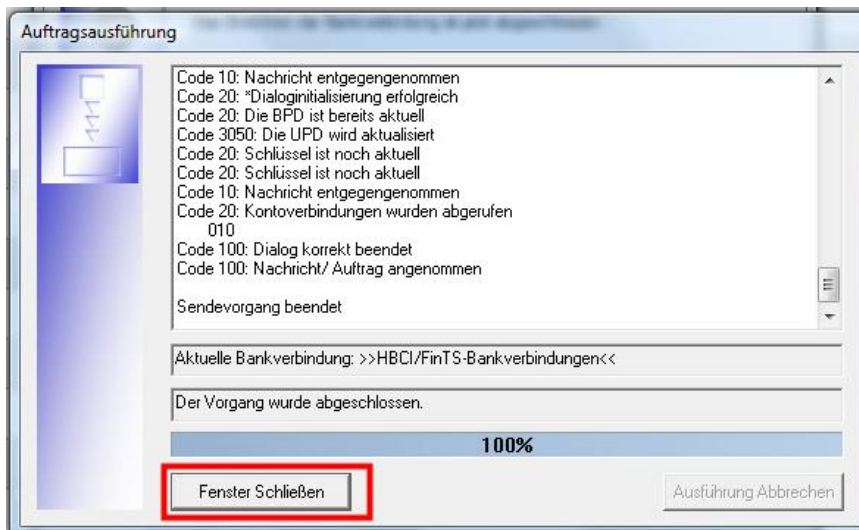 Auftragsausführung
Code 10: Nachricht entgegengenommen
Code 20: *Dialoginitialisierung erfolgreich
Code 20: Die BPD ist bereits aktuell
Code 3050: Die UPD wird aktualisiert
Code 20: Schlüssel ist noch aktuell
Code 20: Schlüssel ist noch aktuell
Code 10: Nachricht entgegengenommen
Code 20: Kontoverbindungen wurden abgerufen
010
Code 100: Dialog korrekt beendet
Code 100: Nachricht/ Auftrag angenommen
Sendevorgang beendet
Aktuelle Bankverbindung: >>HBCI/FinTS-Bankverbindungen<<
Der Vorgang wurde abgeschlossen.
100%
Fenster Schließen
Ausführung Abbrechen